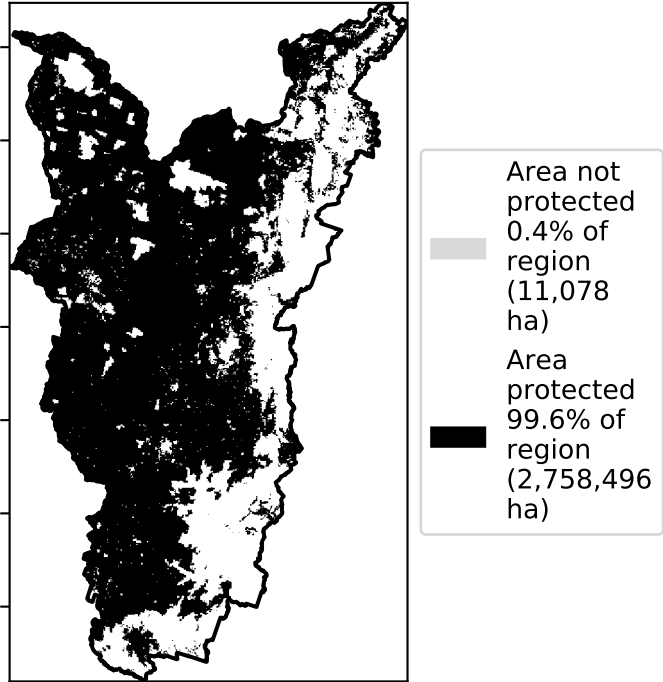 Area not
protected
0.4% of
region
(11,078
ha)
Area
protected
99.6% of
region
(2,758,496
ha)